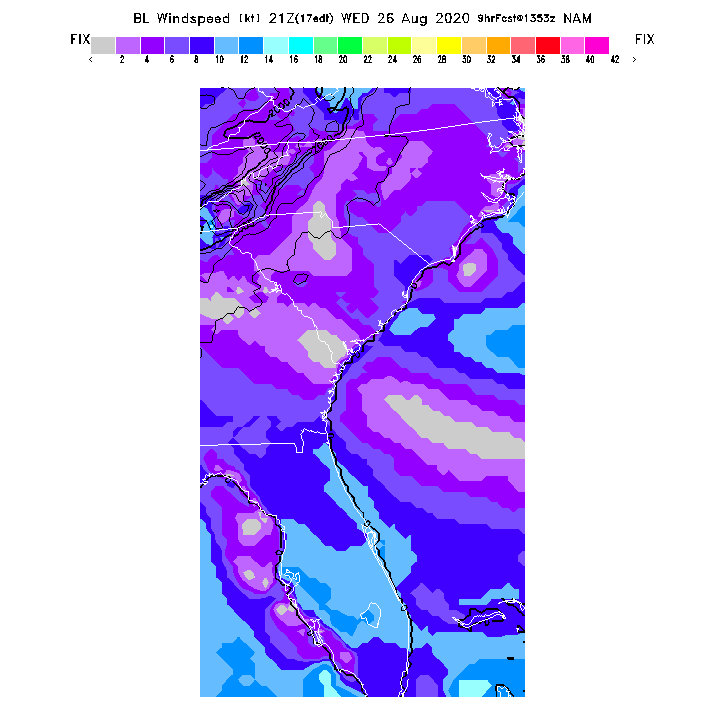 BL Windspeed [kt] 21Z(17edt) WED 26 Aug 2020 9hrFcst@1353z NAM
FIX FIX
< 2 4 6 8 10 12 14 16 18 20 22 24 26 28 30 32 34 36 38 40 42 >